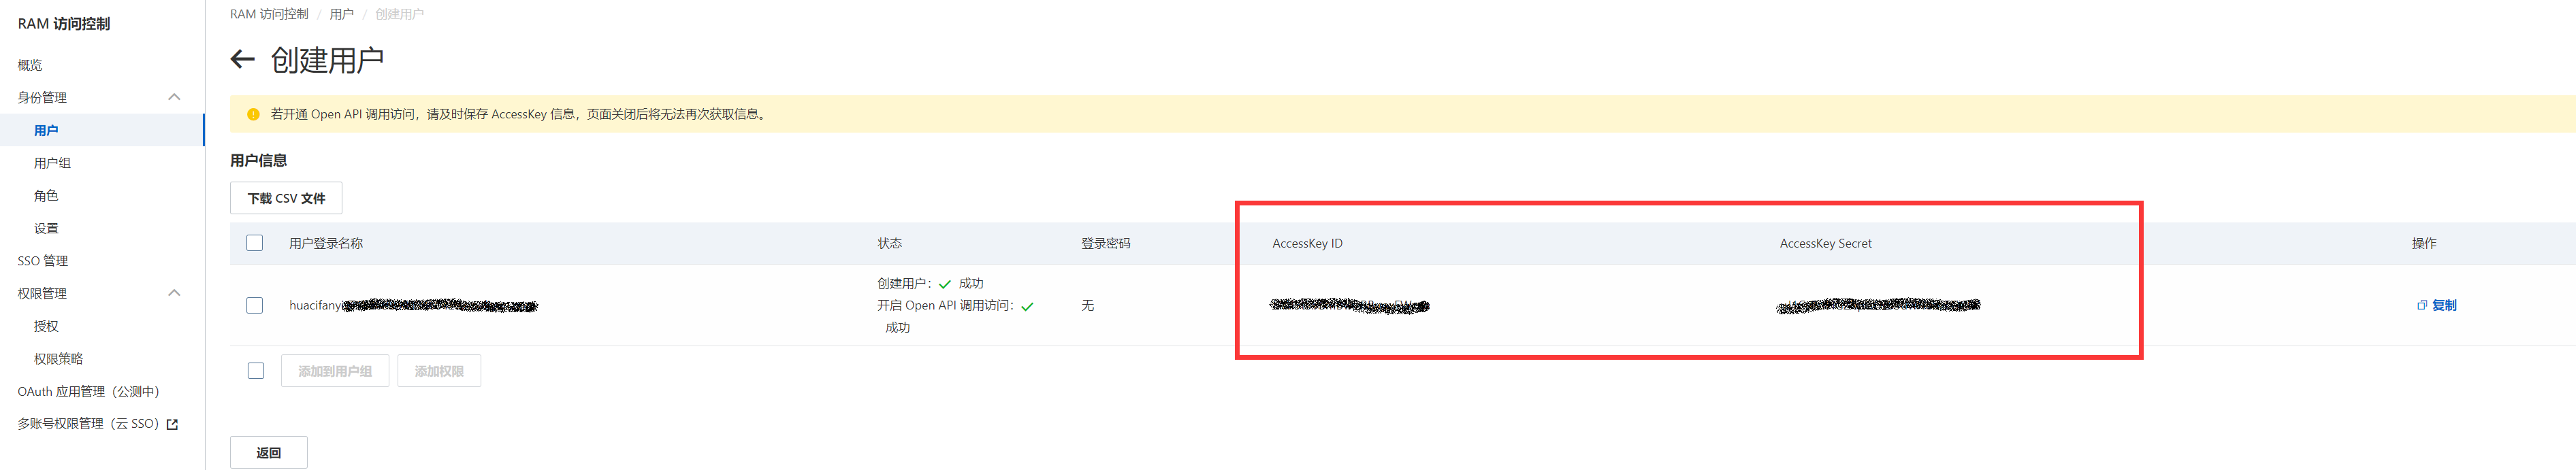 RAM 访问控制
概览
身份管理
用户
用户组
角色
设置
SSO 管理
权限管理
授权
权限策略
OAuth 应用管理（公测中）
多账号权限管理（云 SSO）
RAM 访问控制 / 用户 / 创建用户
← 创建用户
若开通 Open API 调用访问，请及时保存 AccessKey 信息，页面关闭后将无法再次获取信息。
用户信息
下载 CSV 文件
用户登录名称 状态 登录密码 AccessKey ID AccessKey Secret 操作
huacifany
创建用户：✓ 成功
开启 Open API 调用访问：✓
成功
无
复制
添加到用户组 添加权限
返回